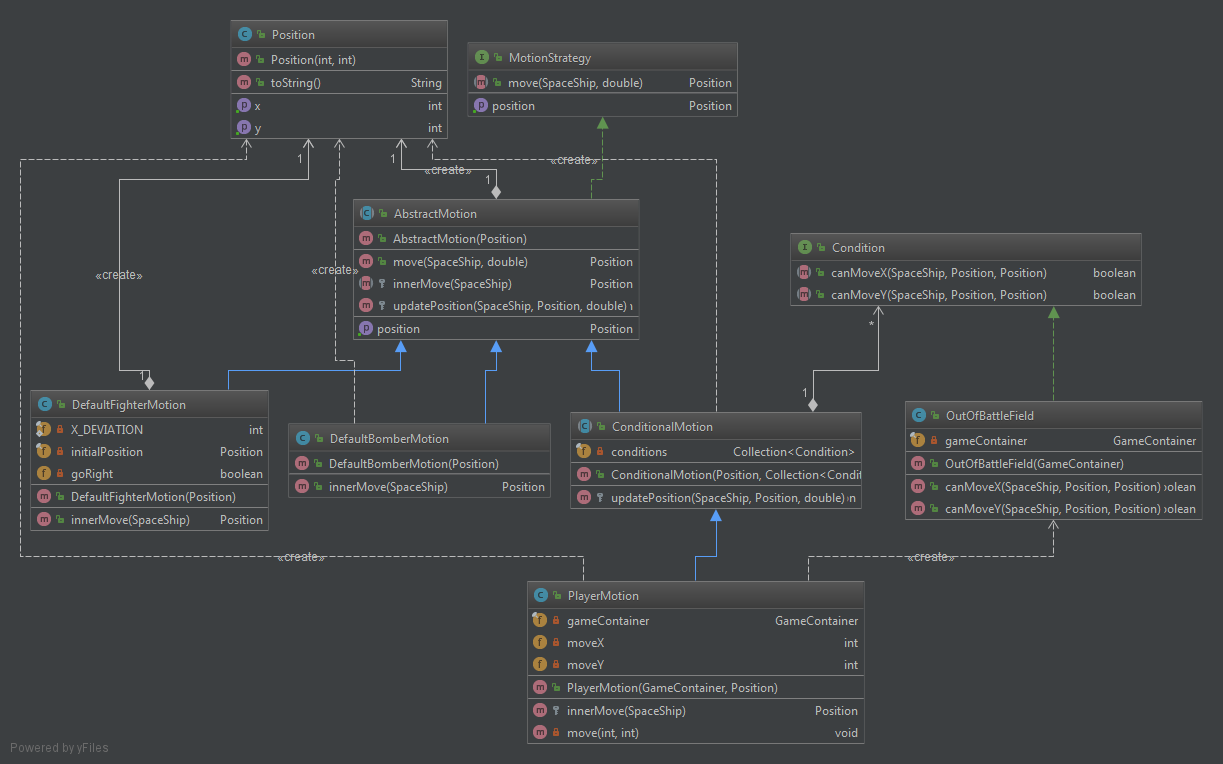 Position
Position(int, int)
toString() String
x int
y int
MotionStrategy
move(SpaceShip, double) Position
position Position
1
1
«create»
«create»
1
AbstractMotion
AbstractMotion(Position)
move(SpaceShip, double) Position
innerMove(SpaceShip) Position
updatePosition(SpaceShip, Position, double)
position Position
«create»
«create»
Condition
canMoveX(SpaceShip, Position, Position) boolean
canMoveY(SpaceShip, Position, Position) boolean
*
1
1
DefaultFighterMotion
X_DEVIATION int
initialPosition Position
goRight boolean
DefaultFighterMotion(Position)
innerMove(SpaceShip) Position
DefaultBomberMotion
DefaultBomberMotion(Position)
innerMove(SpaceShip) Position
ConditionalMotion
conditions Collection<Condition>
ConditionalMotion(Position, Collection<Condi
updatePosition(SpaceShip, Position, double)
OutOfBattleField
gameContainer GameContainer
OutOfBattleField(GameContainer)
canMoveX(SpaceShip, Position, Position) olean
canMoveY(SpaceShip, Position, Position) olean
«create»
«create»
PlayerMotion
gameContainer GameContainer
moveX int
moveY int
PlayerMotion(GameContainer, Position)
innerMove(SpaceShip) Position
move(int, int) void
Powered by yFiles